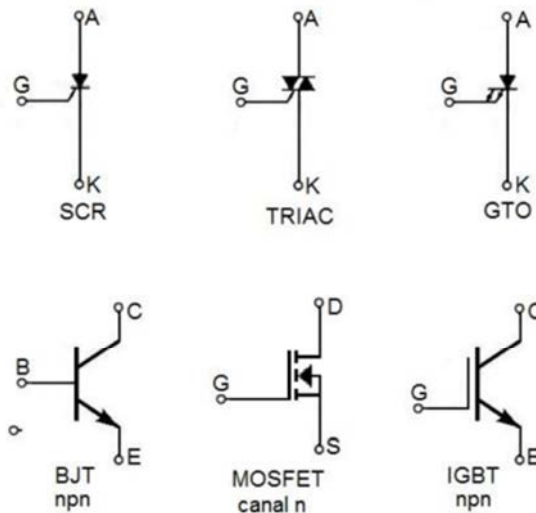 A A A
G G G
K K K
SCR TRIAC GTO
C D C
B G G
E S E
BJT MOSFET IGBT
npn canal n npn